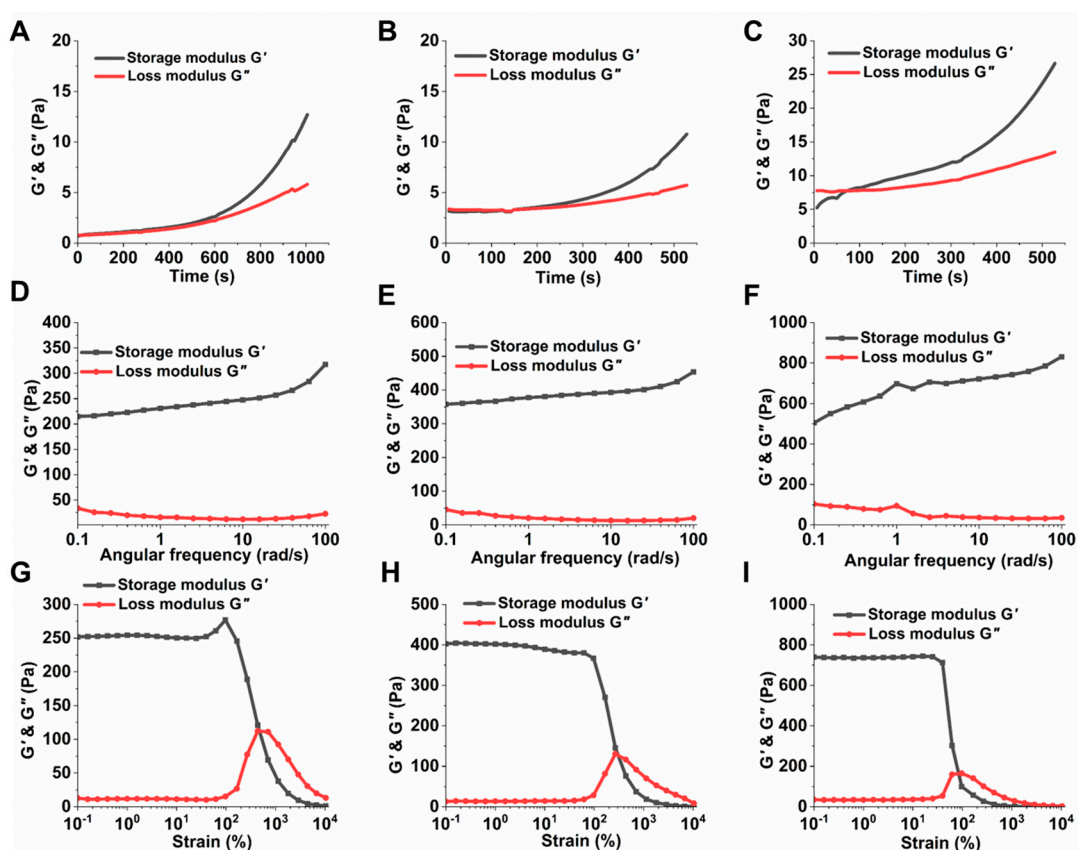 A
Storage modulus G′
Loss modulus G″
G′ & G″ (Pa)
20
15
10
5
0
0 200 400 600 800 1000
Time (s)
B
Storage modulus G′
Loss modulus G″
G′ & G″ (Pa)
20
15
10
5
0
0 100 200 300 400 500
Time (s)
C
Storage modulus G′
Loss modulus G″
G′ & G″ (Pa)
30
25
20
15
10
5
0
0 100 200 300 400 500
Time (s)
D
Storage modulus G′
Loss modulus G″
G′ & G″ (Pa)
400
350
300
250
200
150
100
50
0.1 1 10 100
Angular frequency (rad/s)
E
Storage modulus G′
Loss modulus G″
G′ & G″ (Pa)
600
500
400
300
200
100
0
0.1 1 10 100
Angular frequency (rad/s)
F
Storage modulus G′
Loss modulus G″
G′ & G″ (Pa)
1000
800
600
400
200
0
0.1 1 10 100
Angular frequency (rad/s)
G
Storage modulus G′
Loss modulus G″
G′ & G″ (Pa)
300
250
200
150
100
50
0
10⁻¹ 10⁰ 10¹ 10² 10³ 10⁴
Strain (%)
H
Storage modulus G′
Loss modulus G″
G′ & G″ (Pa)
500
400
300
200
100
0
10⁻¹ 10⁰ 10¹ 10² 10³ 10⁴
Strain (%)
I
Storage modulus G′
Loss modulus G″
G′ & G″ (Pa)
1000
800
600
400
200
0
10⁻¹ 10⁰ 10¹ 10² 10³ 10⁴
Strain (%)